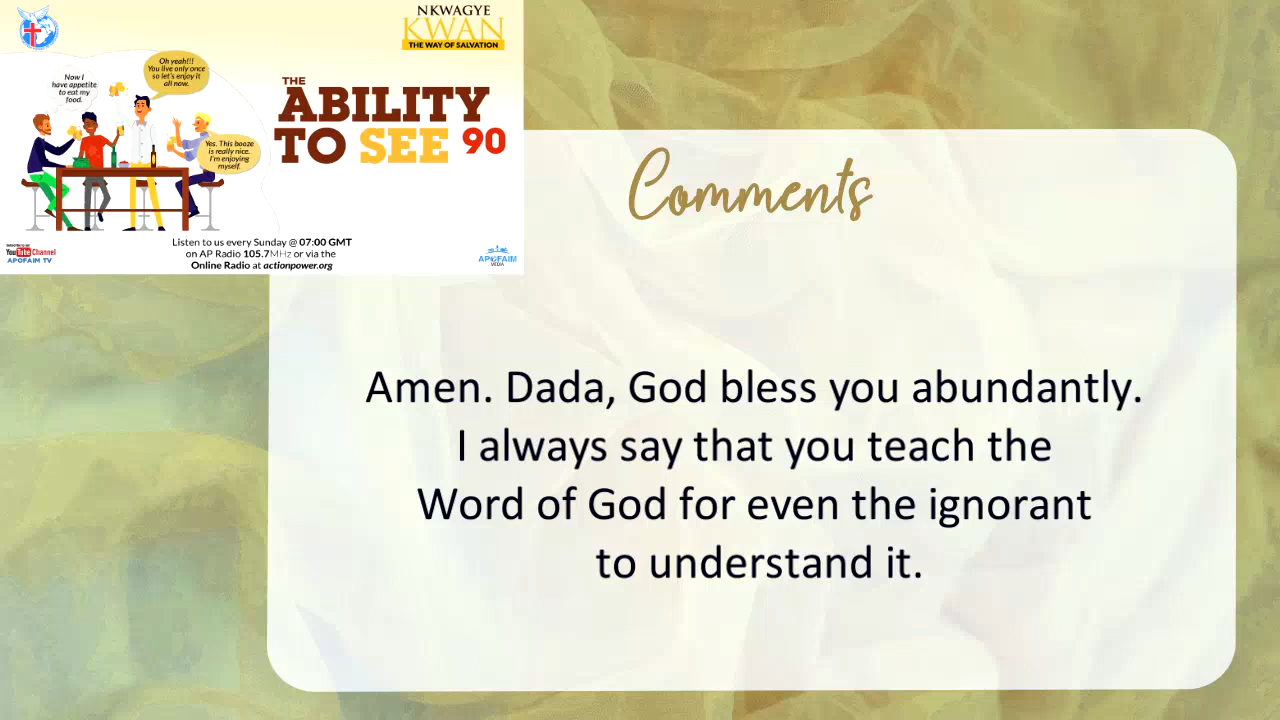 NKWAGYE
KWAN
THE WAY OF SALVATION
Oh yeah!!!
You live only once
so let's enjoy it
all now.
Now I
have appetite
to eat my
food.
Yes. This booze
is really nice.
I'm enjoying
myself.
THE
ABILITY
TO SEE 90
Listen to us every Sunday @ 07:00 GMT
on AP Radio 105.7MHz or via the
Online Radio at actionpower.org
YouTube Channel
APOFAIM TV
APOFAIM
MEDIA
Comments
Amen. Dada, God bless you abundantly.
I always say that you teach the
Word of God for even the ignorant
to understand it.